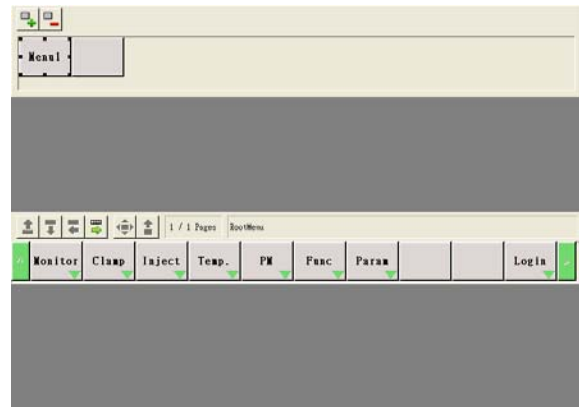 Menu1
1 / 1 Pages RootMenu
Monitor Clamp Inject Temp. PM Func Param Login